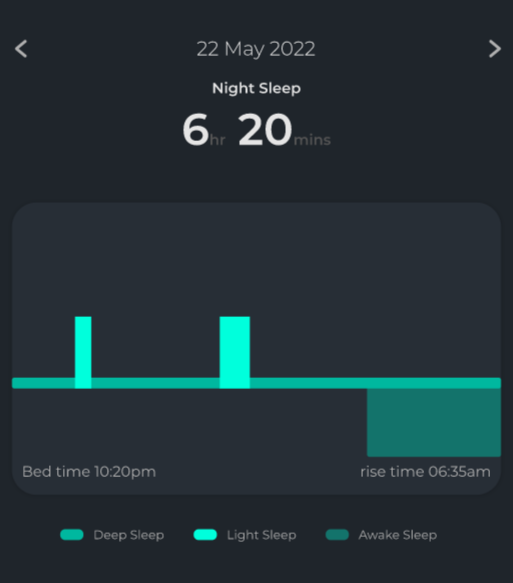 22 May 2022
Night Sleep
6hr 20mins
Bed time 10:20pm rise time 06:35am
Deep Sleep Light Sleep Awake Sleep